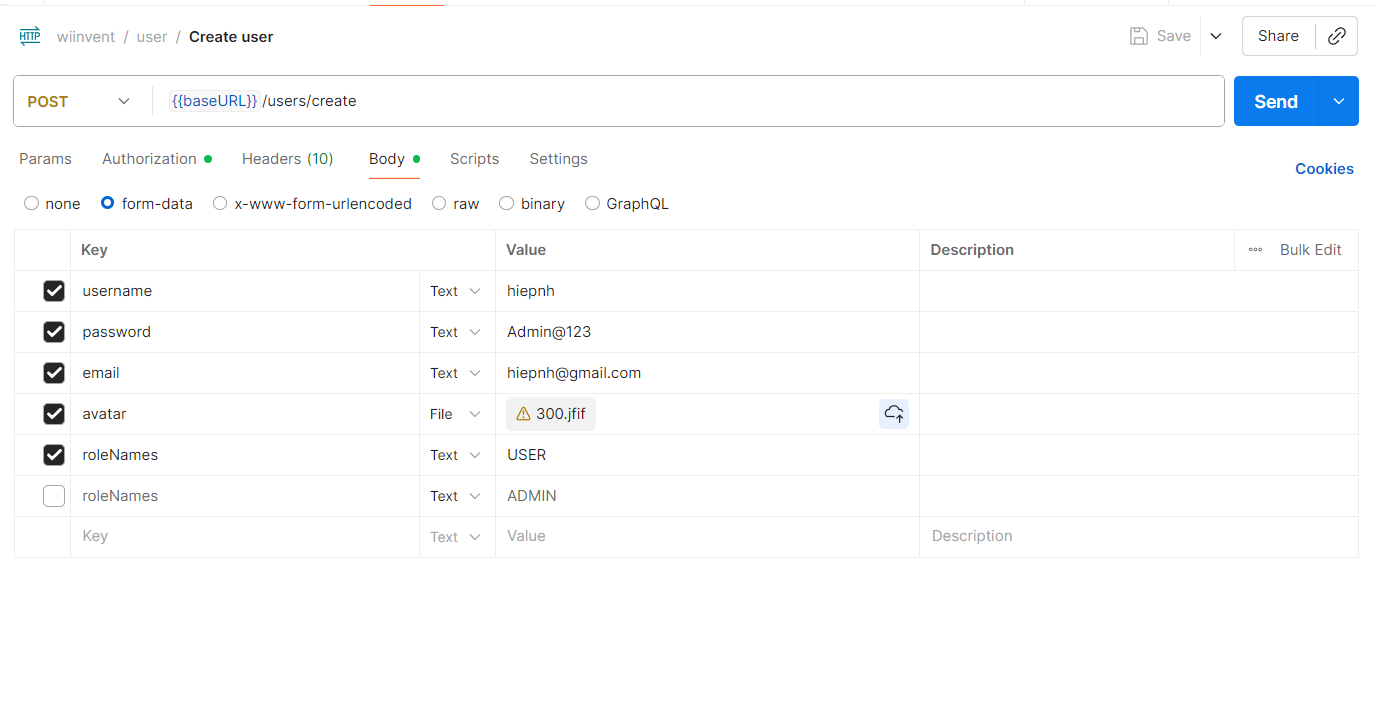 HTTP wiinvent / user / Create user Save Share
POST {{baseURL}}/users/create Send
Params Authorization Headers (10) Body Scripts Settings Cookies
none form-data x-www-form-urlencoded raw binary GraphQL
Key Value Description Bulk Edit
username Text hiepnh
password Text Admin@123
email Text hiepnh@gmail.com
avatar File 300.jfif
roleNames Text USER
roleNames Text ADMIN
Key Text Value Description